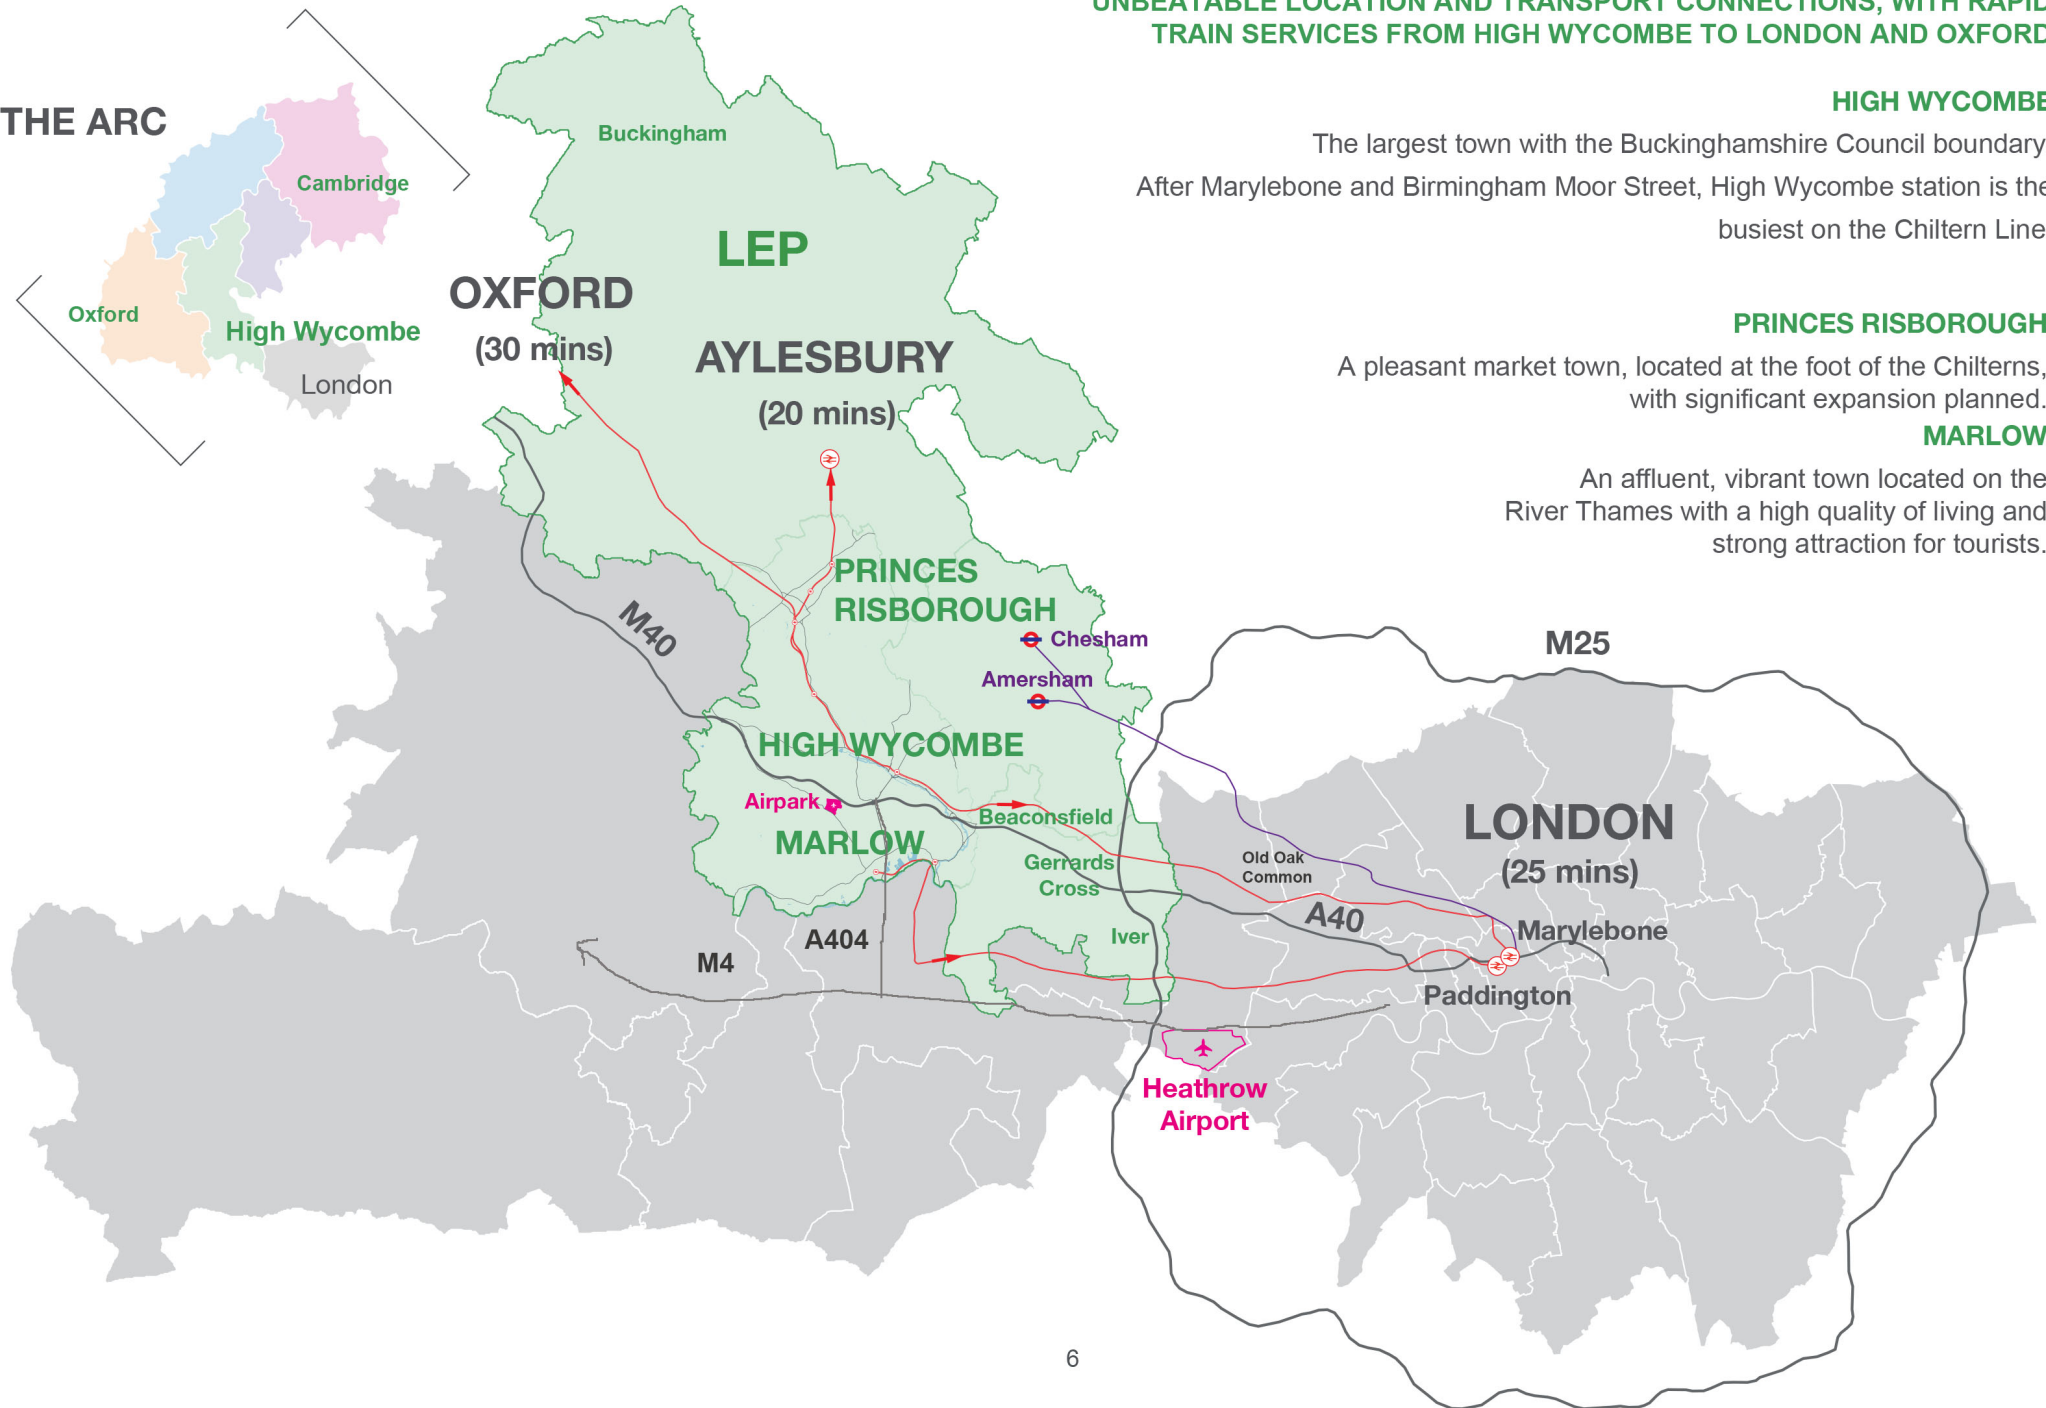 UNBEATABLE LOCATION AND TRANSPORT CONNECTIONS, WITH RAPID
TRAIN SERVICES FROM HIGH WYCOMBE TO LONDON AND OXFORD
HIGH WYCOMBE
The largest town with the Buckinghamshire Council boundary
After Marylebone and Birmingham Moor Street, High Wycombe station is the
busiest on the Chiltern Line
PRINCES RISBOROUGH
A pleasant market town, located at the foot of the Chilterns,
with significant expansion planned.
MARLOW
An affluent, vibrant town located on the
River Thames with a high quality of living and
strong attraction for tourists.
THE ARC
Cambridge
Oxford
High Wycombe
London
Buckingham
LEP
OXFORD
(30 mins)
AYLESBURY
(20 mins)
PRINCES
RISBOROUGH
M40
Chesham
Amersham
M25
HIGH WYCOMBE
Airpark
Beaconsfield
MARLOW
Gerrards
Cross
LONDON
(25 mins)
Old Oak
Common
A40
Marylebone
Iver
A404
M4
Paddington
Heathrow
Airport
6